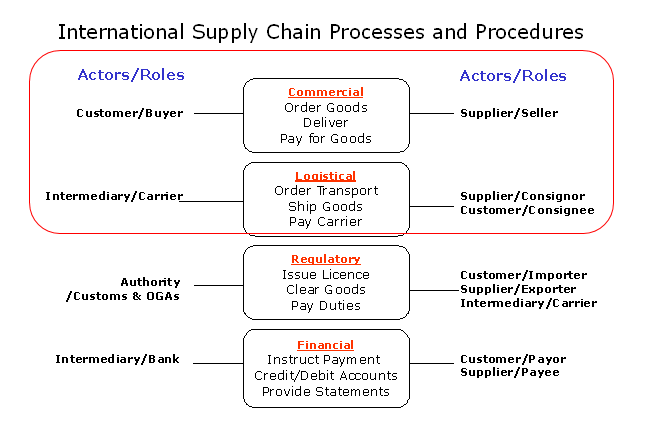 International Supply Chain Processes and Procedures
Actors/Roles
Actors/Roles
Customer/Buyer
Commercial
Order Goods
Deliver
Pay for Goods
Supplier/Seller
Intermediary/Carrier
Logistical
Order Transport
Ship Goods
Pay Carrier
Supplier/Consignor
Customer/Consignee
Authority
/Customs & OGAs
Regulatory
Issue Licence
Clear Goods
Pay Duties
Customer/Importer
Supplier/Exporter
Intermediary/Carrier
Intermediary/Bank
Financial
Instruct Payment
Credit/Debit Accounts
Provide Statements
Customer/Payor
Supplier/Payee